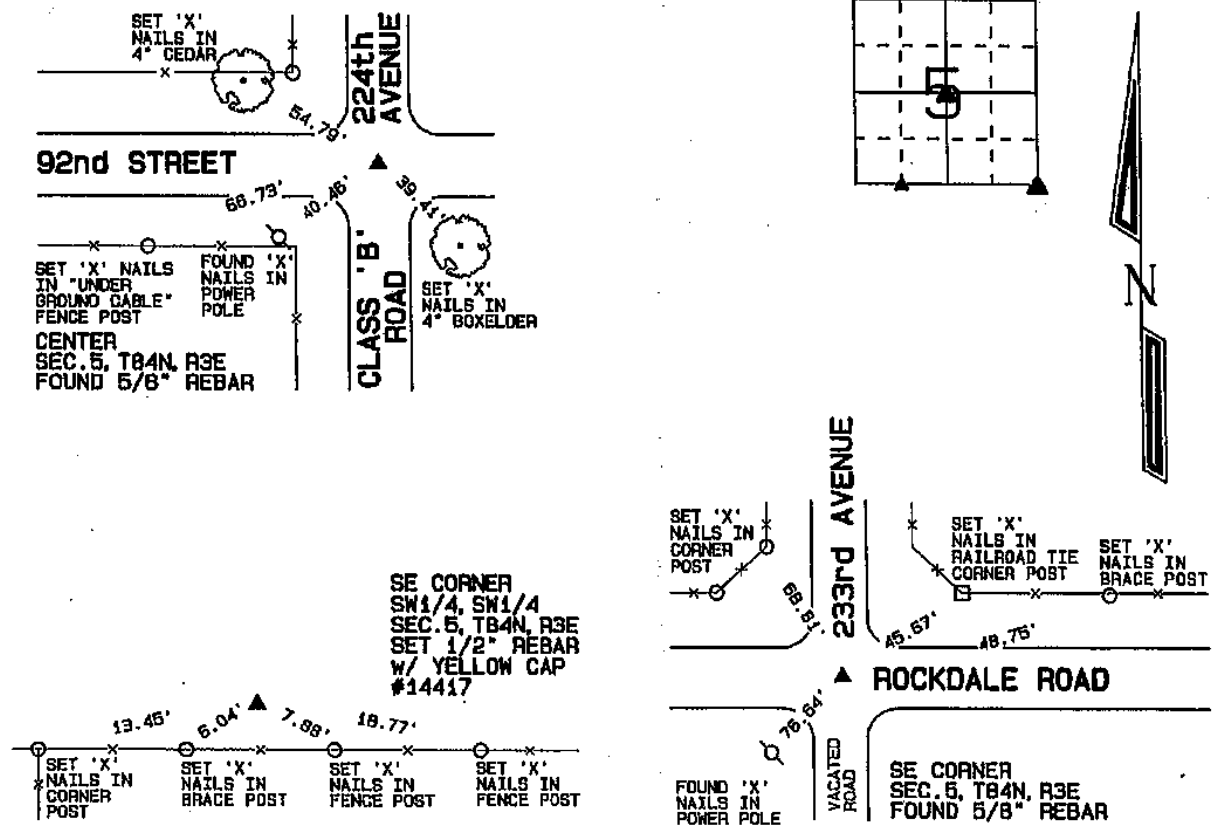 SET 'X'
NAILS IN
4" CEDAR
224th
AVENUE
54.79'
92nd STREET
68.73'
40.46'
39.41'
SET 'X' NAILS
IN "UNDER
GROUND CABLE"
FENCE POST
FOUND 'X'
NAILS IN
POWER
POLE
CLASS 'B'
ROAD
SET 'X'
NAILS IN
4" BOXELDER
CENTER
SEC.5, T84N, R3E
FOUND 5/8" REBAR
5
N
SE CORNER
SW1/4, SW1/4
SEC.5, T84N, R3E
SET 1/2" REBAR
w/ YELLOW CAP
#14417
13.45'
6.04'
7.88'
18.77'
SET 'X'
NAILS IN
CORNER
POST
SET 'X'
NAILS IN
BRACE POST
SET 'X'
NAILS IN
FENCE POST
SET 'X'
NAILS IN
FENCE POST
SET 'X'
NAILS IN
CORNER
POST
233rd AVENUE
SET 'X'
NAILS IN
RAILROAD TIE
CORNER POST
SET 'X'
NAILS IN
BRACE POST
45.67'
48.75'
ROCKDALE ROAD
76.64'
FOUND 'X'
NAILS IN
POWER POLE
VACATED
ROAD
SE CORNER
SEC.5, T84N, R3E
FOUND 5/8" REBAR